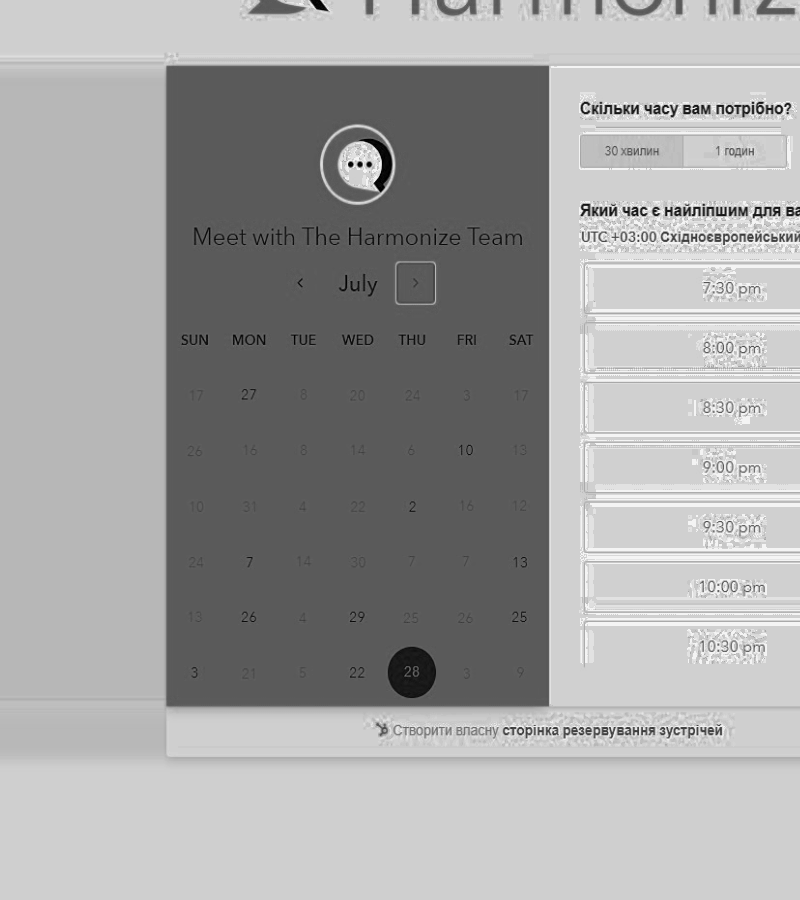 Harmoniz
Meet with The Harmonize Team
July
SUN MON TUE WED THU FRI SAT
17 27 8 20 24 3 17
26 16 8 14 6 10 13
10 31 4 22 2 16 12
24 7 14 30 7 7 13
13 26 4 29 25 26 25
3 21 5 22 28 3 9
Скільки часу вам потрібно?
30 хвилин 1 годин
Який час є найліпшим для ва
UTC +03:00 Східноєвропейський
7:30 pm
8:00 pm
8:30 pm
9:00 pm
9:30 pm
10:00 pm
10:30 pm
Створити власну сторінка резервування зустрічей